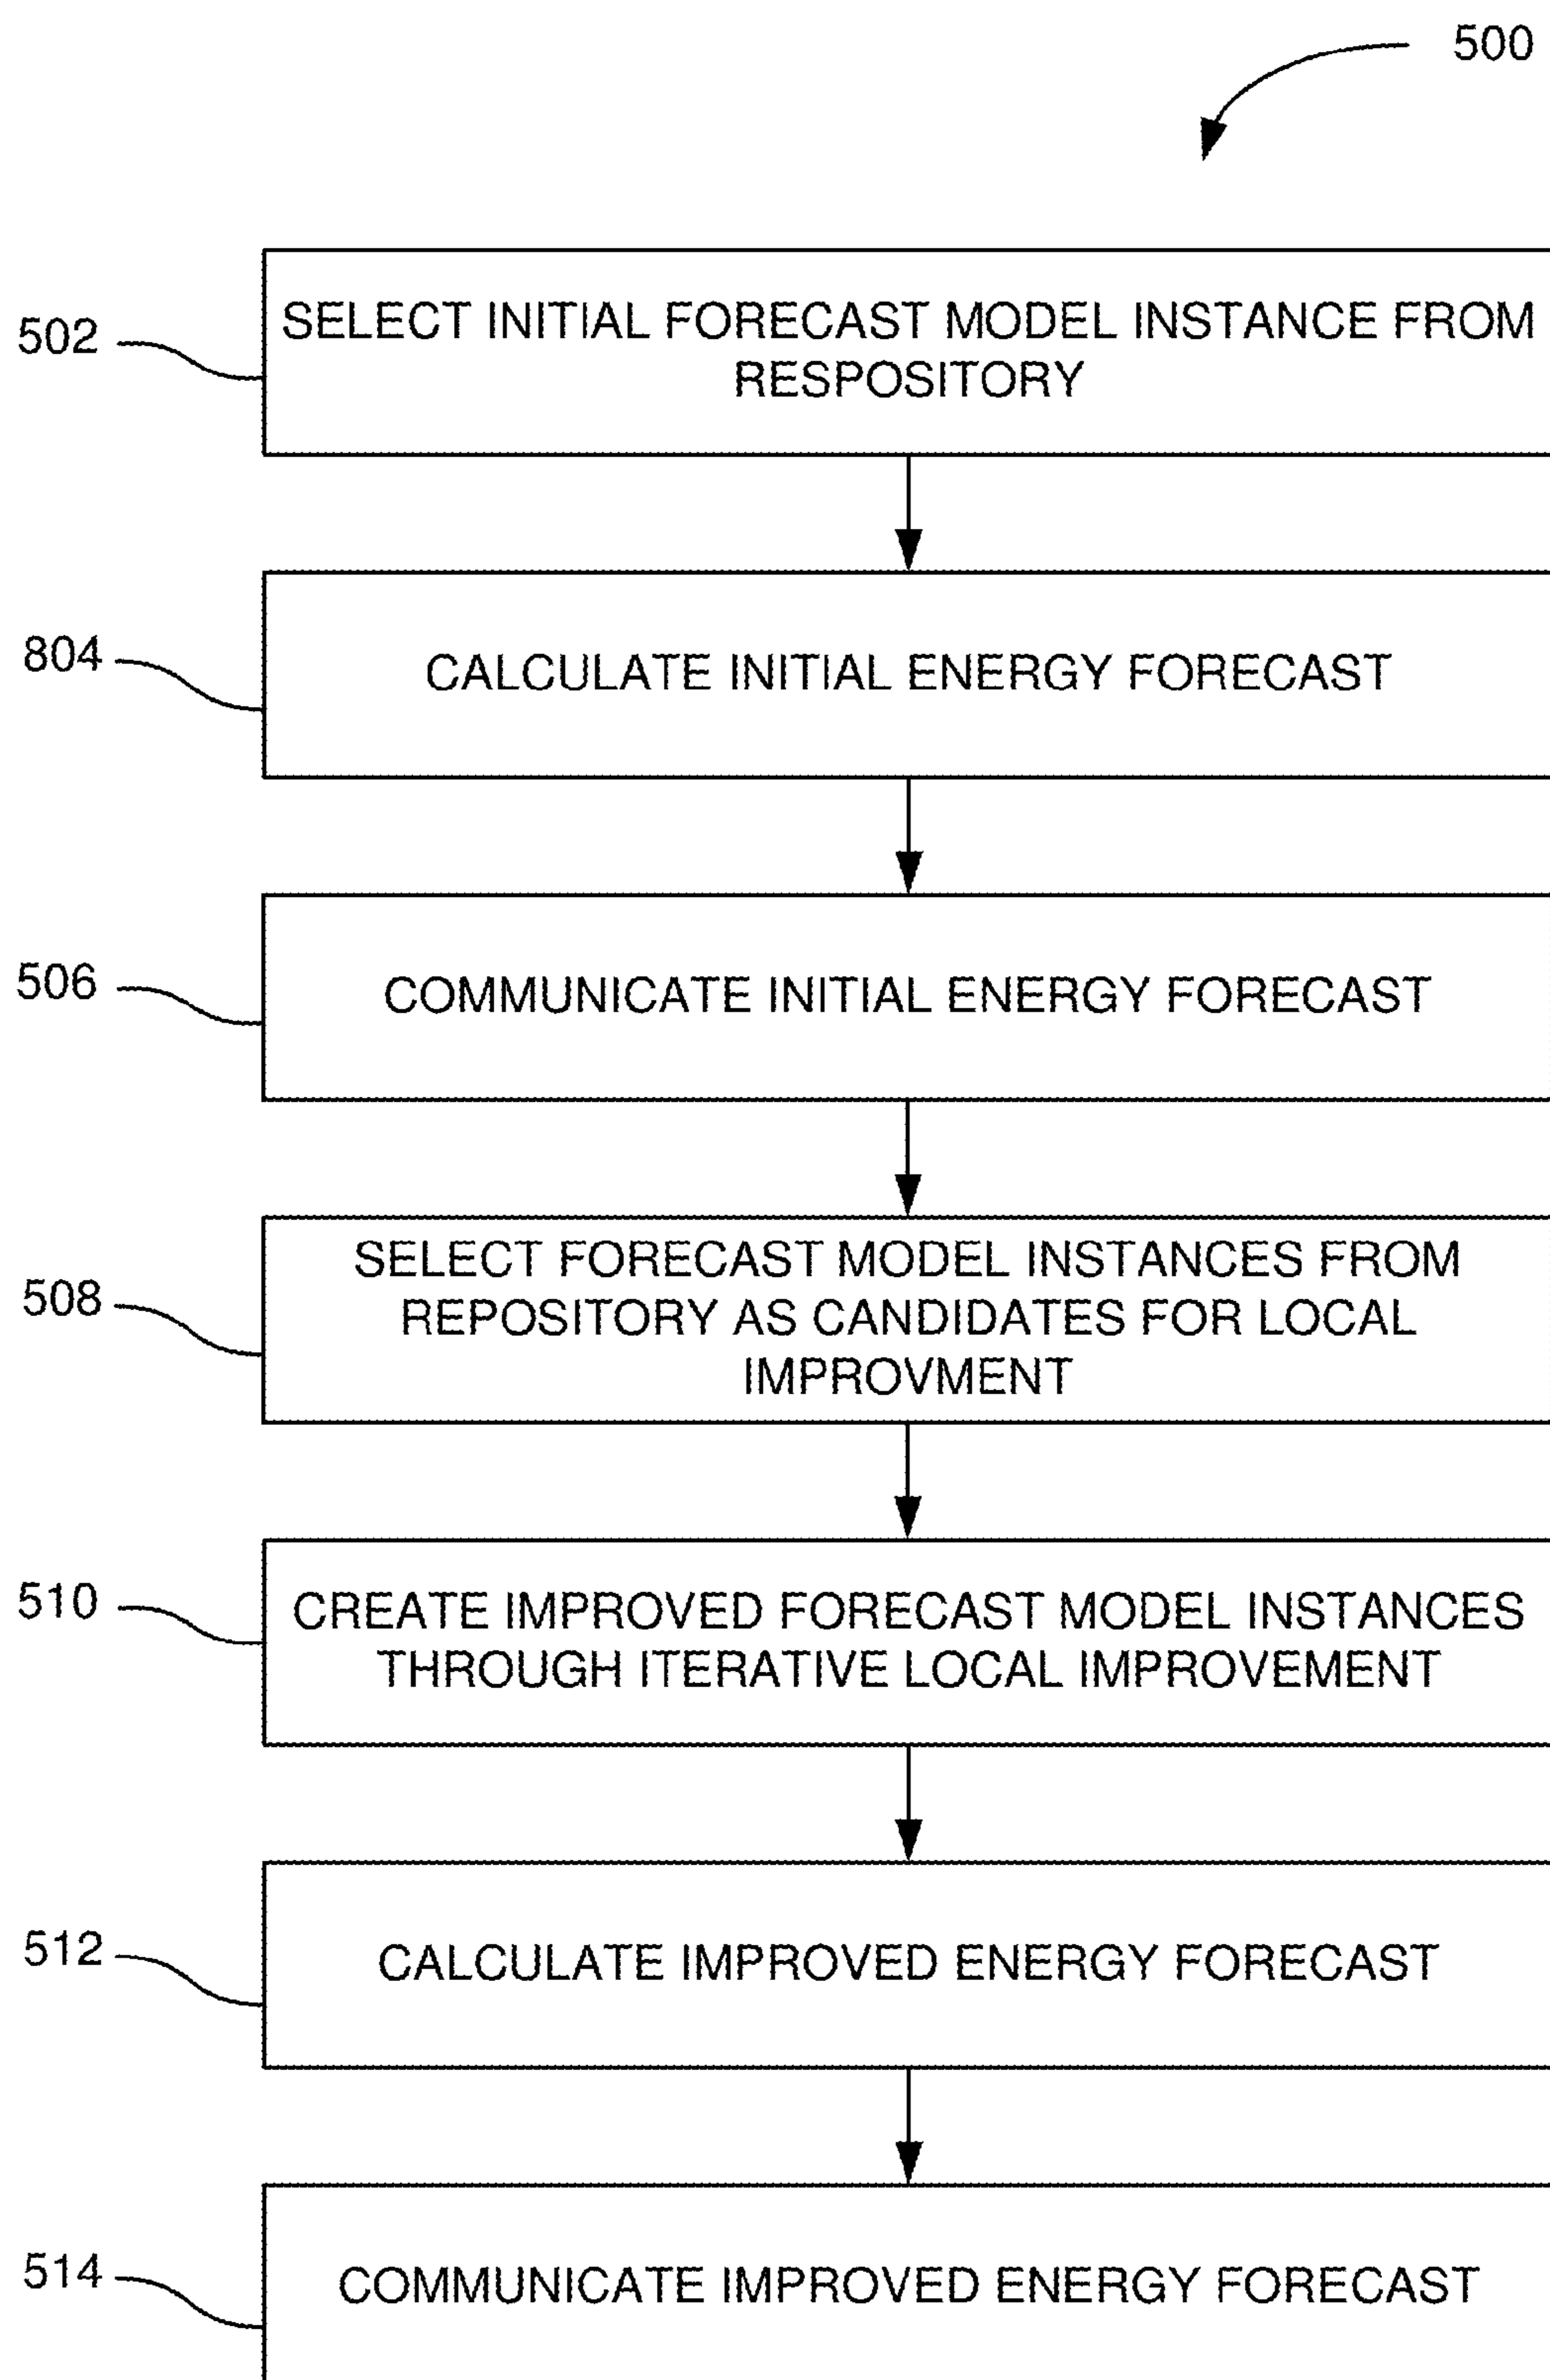 500
502
SELECT INITIAL FORECAST MODEL INSTANCE FROM
RESPOSITORY
804
CALCULATE INITIAL ENERGY FORECAST
506
COMMUNICATE INITIAL ENERGY FORECAST
508
SELECT FORECAST MODEL INSTANCES FROM
REPOSITORY AS CANDIDATES FOR LOCAL
IMPROVMENT
510
CREATE IMPROVED FORECAST MODEL INSTANCES
THROUGH ITERATIVE LOCAL IMPROVEMENT
512
CALCULATE IMPROVED ENERGY FORECAST
514
COMMUNICATE IMPROVED ENERGY FORECAST